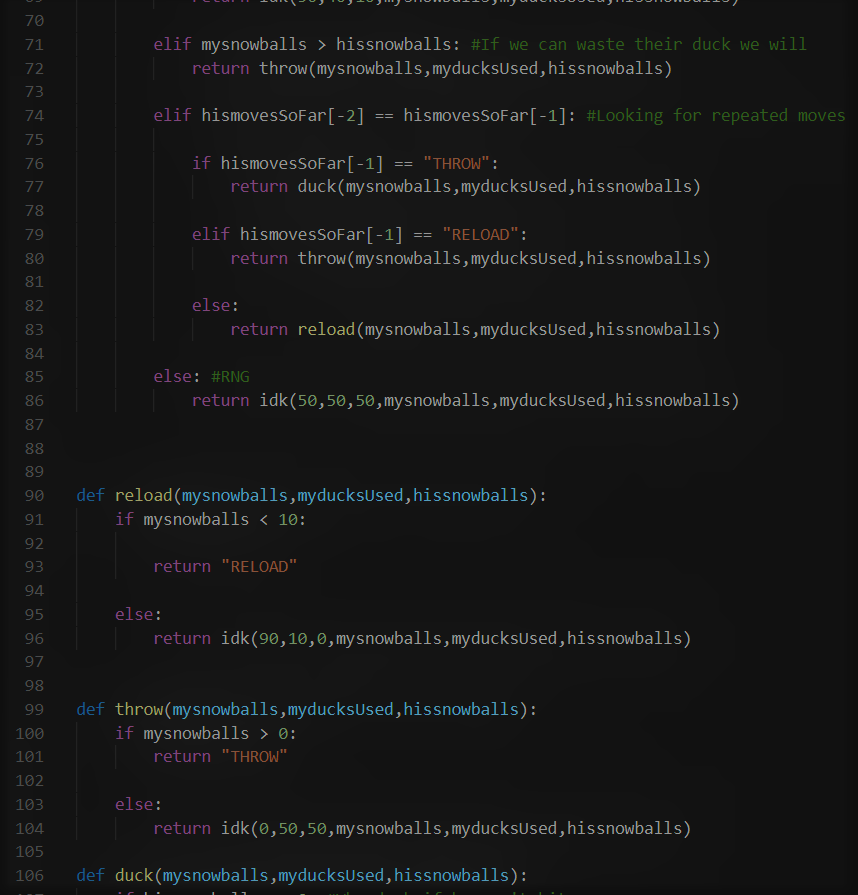 70
71 elif mysnowballs > hissnowballs: #If we can waste their duck we will
72 return throw(mysnowballs,myducksUsed,hissnowballs)
73
74 elif hismovesSoFar[-2] == hismovesSoFar[-1]: #Looking for repeated moves
75
76 if hismovesSoFar[-1] == "THROW":
77 return duck(mysnowballs,myducksUsed,hissnowballs)
78
79 elif hismovesSoFar[-1] == "RELOAD":
80 return throw(mysnowballs,myducksUsed,hissnowballs)
81
82 else:
83 return reload(mysnowballs,myducksUsed,hissnowballs)
84
85 else: #RNG
86 return idk(50,50,50,mysnowballs,myducksUsed,hissnowballs)
87
88
89
90 def reload(mysnowballs,myducksUsed,hissnowballs):
91 if mysnowballs < 10:
92
93 return "RELOAD"
94
95 else:
96 return idk(90,10,0,mysnowballs,myducksUsed,hissnowballs)
97
98
99 def throw(mysnowballs,myducksUsed,hissnowballs):
100 if mysnowballs > 0:
101 return "THROW"
102
103 else:
104 return idk(0,50,50,mysnowballs,myducksUsed,hissnowballs)
105
106 def duck(mysnowballs,myducksUsed,hissnowballs):